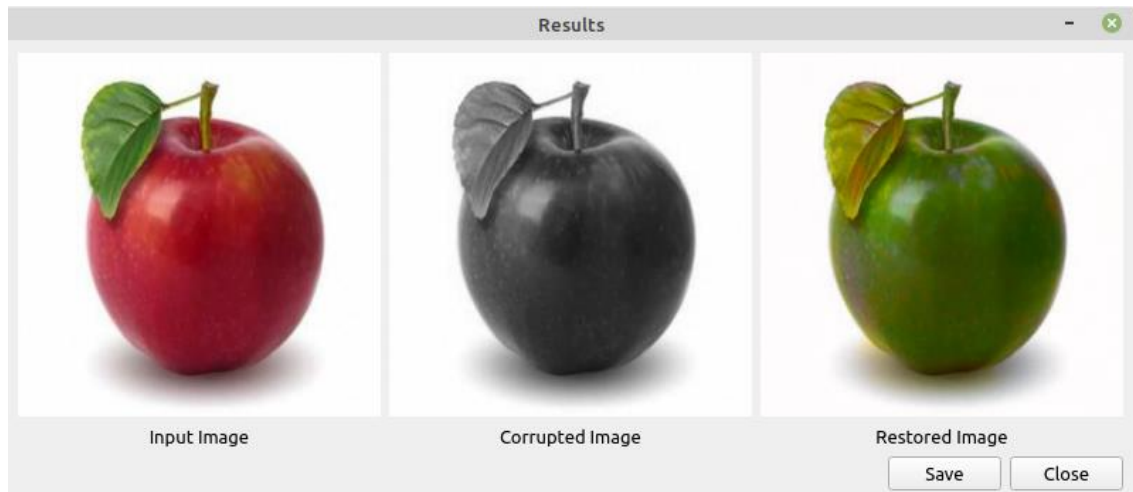 Results
Input Image
Corrupted Image
Restored Image
Save
Close